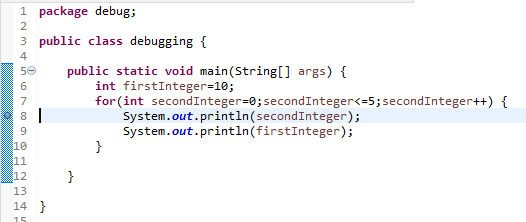 1 package debug;
2
3 public class debugging {
4
5 public static void main(String[] args) {
6 int firstInteger=10;
7 for(int secondInteger=0;secondInteger<=5;secondInteger++) {
8 System.out.println(secondInteger);
9 System.out.println(firstInteger);
10 }
11
12 }
13
14 }
15